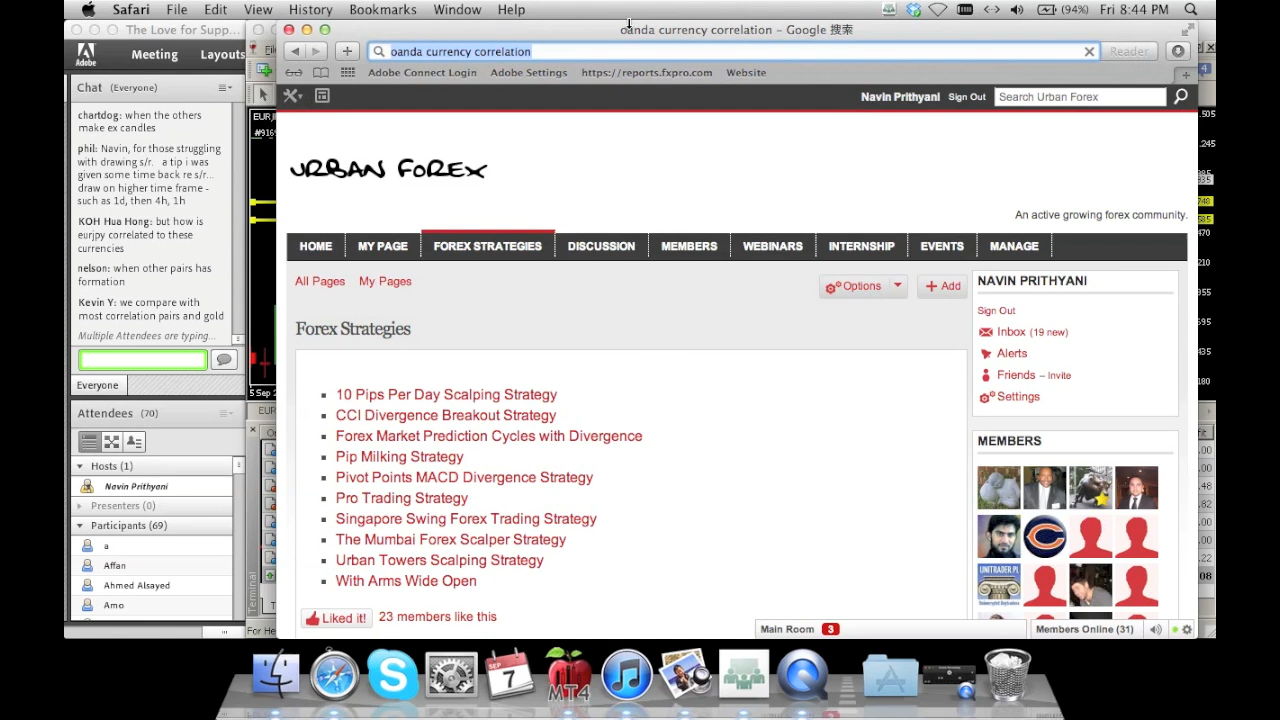 Safari File Edit View History Bookmarks Window Help
(94%) Fri 8:44 PM
The Love for Supp...
oanda currency correlation – Google 搜索
Adobe
Meeting Layouts
oanda currency correlation
Reader
Adobe Connect Login Adobe Settings https://reports.fxpro.com Website
Chat (Everyone)
Navin Prithyani Sign Out Search Urban Forex
chartdog: when the others
make ex candles
phil: Navin, for those struggling
with drawing s/r. a tip i was
given some time back re s/r...
draw on higher time frame -
such as 1d, then 4h, 1h
KOH Hua Hong: but how is
eurjpy correlated to these
currencies
nelson: when other pairs has
formation
Kevin Y: we compare with
most correlation pairs and gold
Multiple Attendees are typing...
Everyone
Attendees (70)
Hosts (1)
Navin Prithyani
Presenters (0)
Participants (69)
a
Affan
Ahmed Alsayed
Amo
URBAN FOREX
An active growing forex community.
HOME MY PAGE FOREX STRATEGIES DISCUSSION MEMBERS WEBINARS INTERNSHIP EVENTS MANAGE
All Pages My Pages
Options + Add
Forex Strategies
10 Pips Per Day Scalping Strategy
CCI Divergence Breakout Strategy
Forex Market Prediction Cycles with Divergence
Pip Milking Strategy
Pivot Points MACD Divergence Strategy
Pro Trading Strategy
Singapore Swing Forex Trading Strategy
The Mumbai Forex Scalper Strategy
Urban Towers Scalping Strategy
With Arms Wide Open
Liked it! 23 members like this
NAVIN PRITHYANI
Sign Out
Inbox (19 new)
Alerts
Friends – Invite
Settings
MEMBERS
UNITRADER.PL
Main Room 3
Members Online (31)
5 Sep
Terminal
For He
SEP
7
MT4